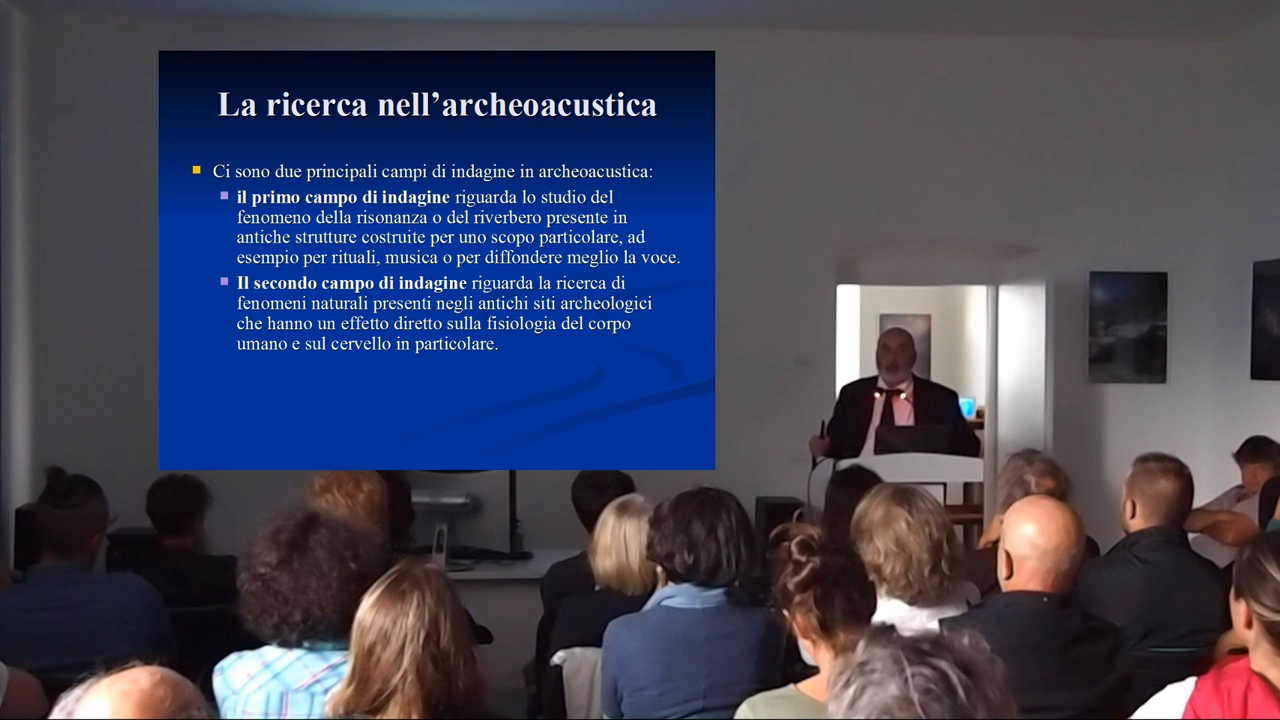 La ricerca nell’archeoacustica
Ci sono due principali campi di indagine in archeoacustica:
il primo campo di indagine riguarda lo studio del
fenomeno della risonanza o del riverbero presente in
antiche strutture costruite per uno scopo particolare, ad
esempio per rituali, musica o per diffondere meglio la voce.
Il secondo campo di indagine riguarda la ricerca di
fenomeni naturali presenti negli antichi siti archeologici
che hanno un effetto diretto sulla fisiologia del corpo
umano e sul cervello in particolare.